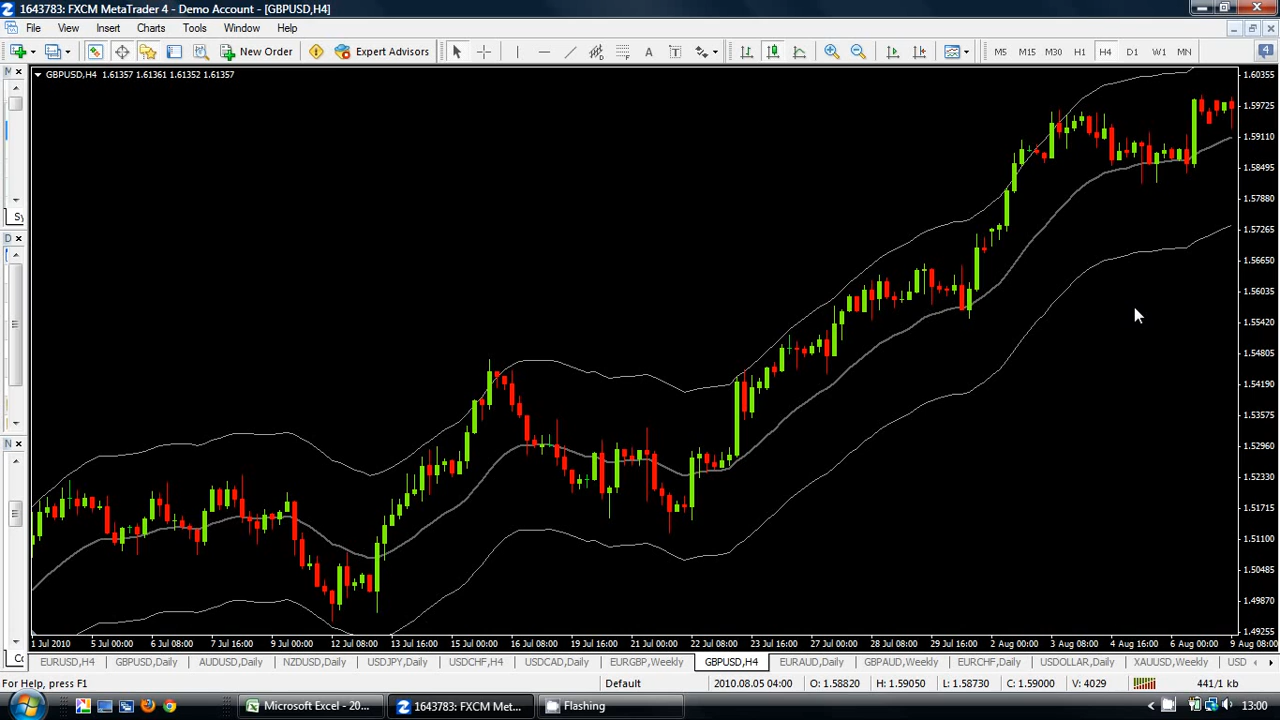 1643783: FXCM MetaTrader 4 - Demo Account - [GBPUSD,H4]
File View Insert Charts Tools Window Help
New Order Expert Advisors A T M5 M15 M30 H1 H4 D1 W1 MN 4
M
GBPUSD,H4 1.61357 1.61361 1.61352 1.61357
1.60355
1.59725
1.59110
1.58495
1.57880
Sy
1.57265
D
1.56650
1.56035
1.55420
1.54805
1.54190
1.53575
N
1.52960
1.52330
1.51715
1.51100
1.50485
1.49870
1.49255
1 Jul 2010 5 Jul 00:00 6 Jul 08:00 7 Jul 16:00 9 Jul 00:00 12 Jul 08:00 13 Jul 16:00 15 Jul 00:00 16 Jul 08:00 19 Jul 16:00 21 Jul 00:00 22 Jul 08:00 23 Jul 16:00 27 Jul 00:00 28 Jul 08:00 29 Jul 16:00 2 Aug 00:00 3 Aug 08:00 4 Aug 16:00 6 Aug 00:00 9 Aug 08:00
EURUSD,H4 GBPUSD,Daily AUDUSD,Daily NZDUSD,Daily USDJPY,Daily USDCHF,H4 USDCAD,Daily EURGBP,Weekly GBPUSD,H4 EURAUD,Daily GBPAUD,Weekly EURCHF,Daily USDOLLAR,Daily XAUUSD,Weekly USD
For Help, press F1 Default 2010.08.05 04:00 O: 1.58820 H: 1.59050 L: 1.58730 C: 1.59000 V: 4029 441/1 kb
Microsoft Excel - 20... 1643783: FXCM Met... Flashing 13:00